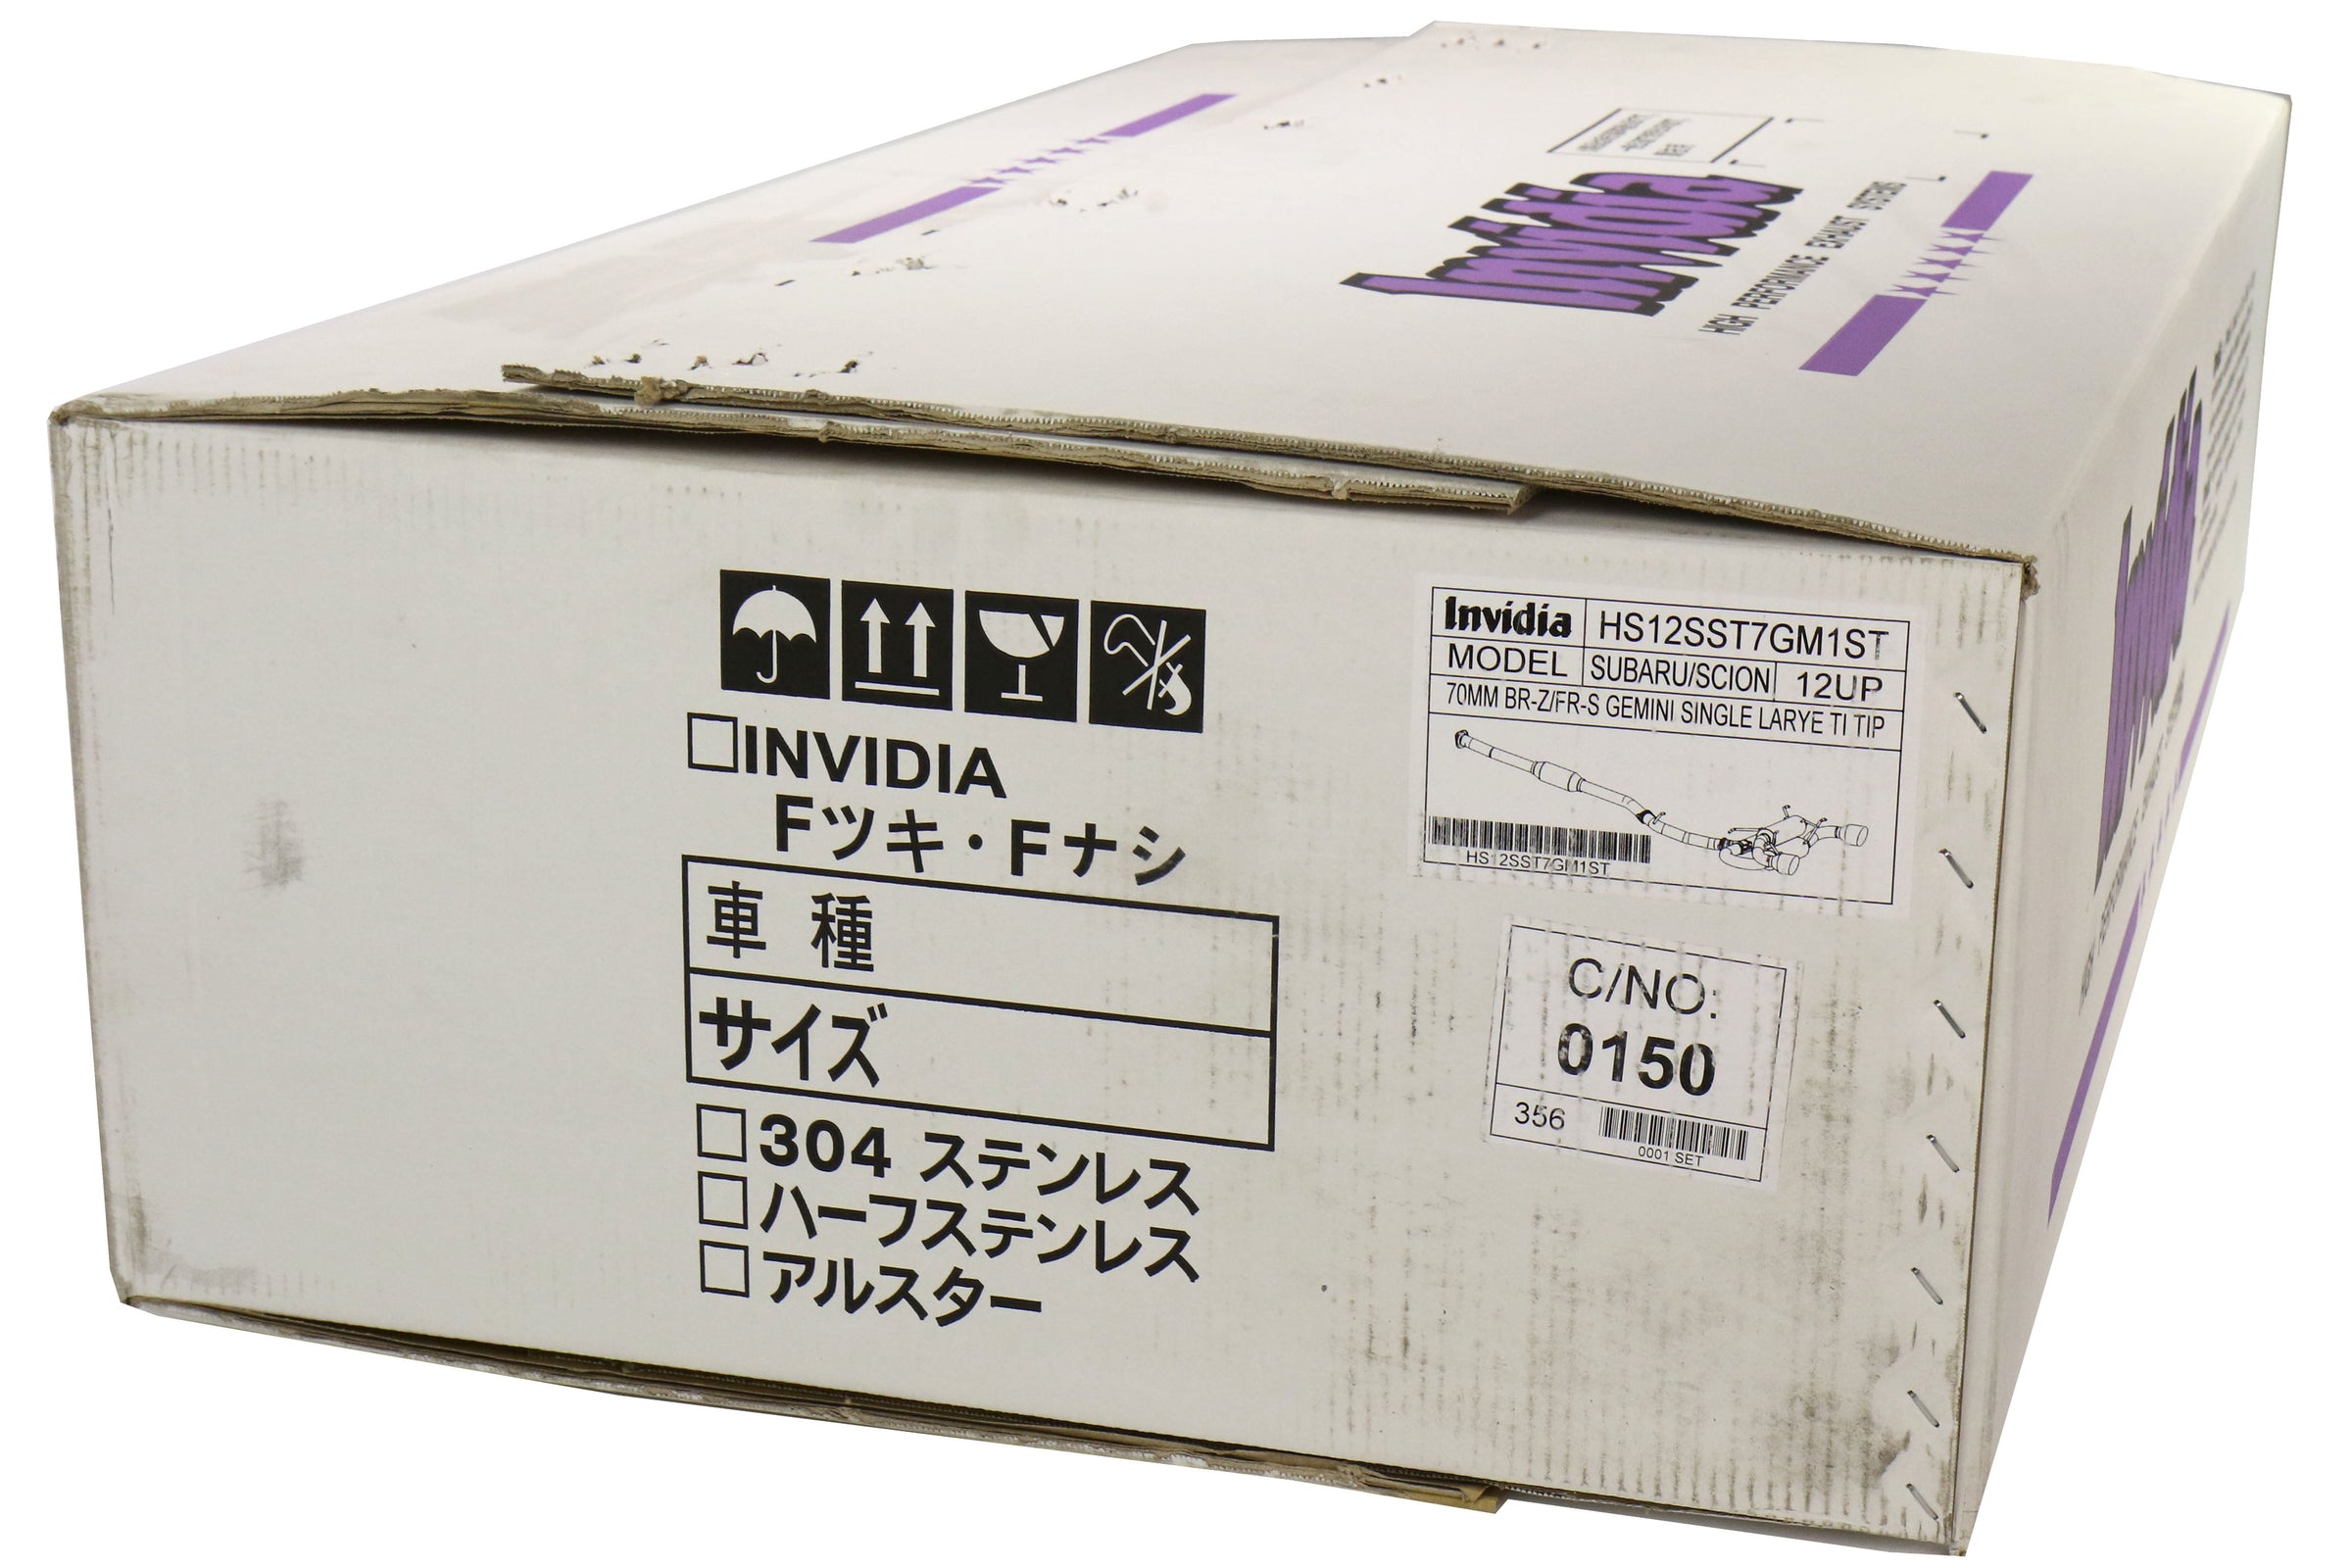 Invidia
HIGH PERFORMANCE EXHAUST SYSTEMS
INVIDIA
Fツキ・Fナシ
車種
サイズ
304 ステンレス
ハーフステンレス
アルスター
Invidia HS12SST7GM1ST
MODEL SUBARU/SCION 12UP
70MM BR-Z/FR-S GEMINI SINGLE LARYE TI TIP
HS12SST7GM1ST
C/NO:
0150
356
0001 SET
Invidia